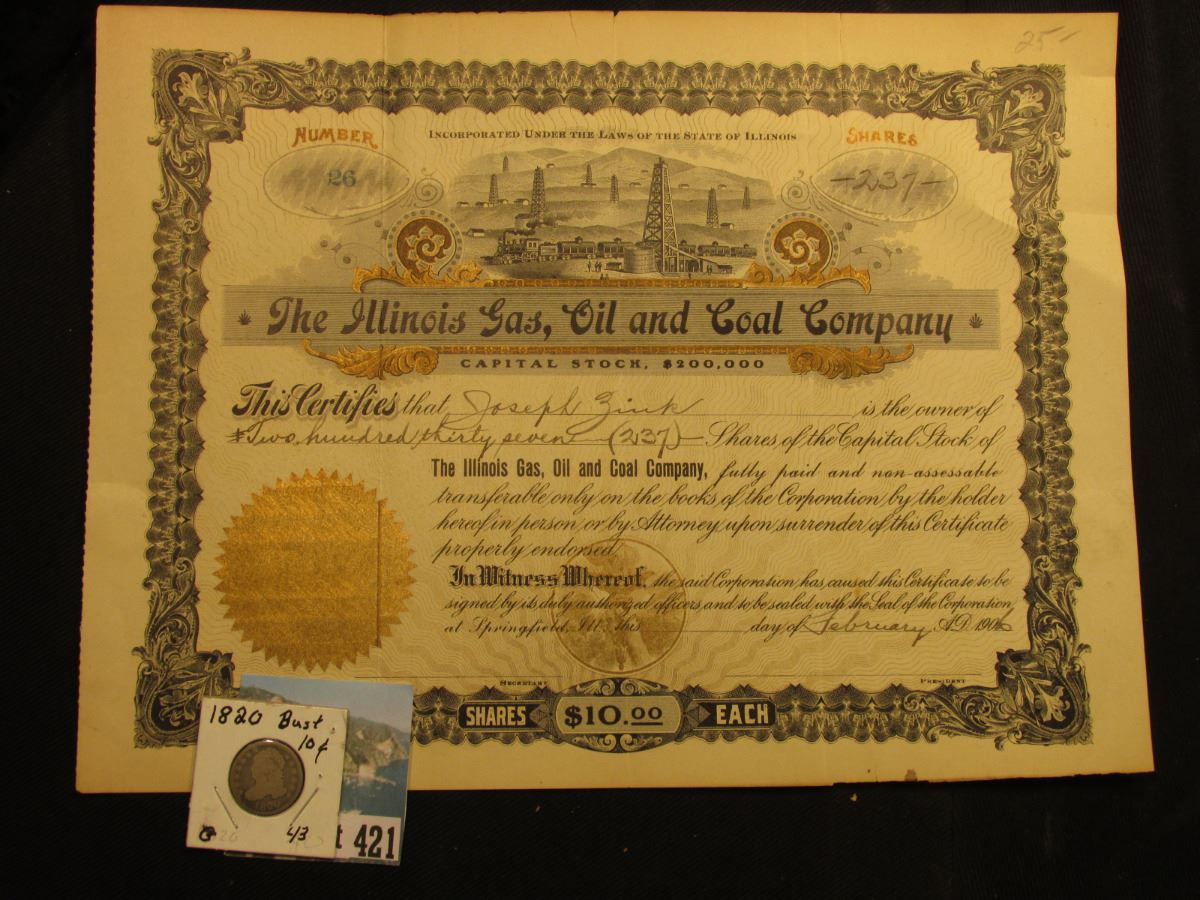 25-
NUMBER
INCORPORATED UNDER THE LAWS OF THE STATE OF ILLINOIS
SHARES
26
-237-
The Illinois Gas, Oil and Coal Company
CAPITAL STOCK, $200,000
This Certifies that Joseph Zink is the owner of
Two hundred thirty seven (237) Shares of the Capital Stock of
The Illinois Gas, Oil and Coal Company, fully paid and non-assessable
transferable only on the books of the Corporation by the holder
hereof in person or by Attorney upon surrender of this Certificate
properly endorsed.
In Witness Whereof, the said Corporation has caused this Certificate to be
signed by its duly authorized officers and to be sealed with the Seal of the Corporation
at Springfield, Ill. this day of February A.D. 190
SECRETARY
PRESIDENT
SHARES $10.00 EACH
1820 Bust
10¢
1820
G
43
421